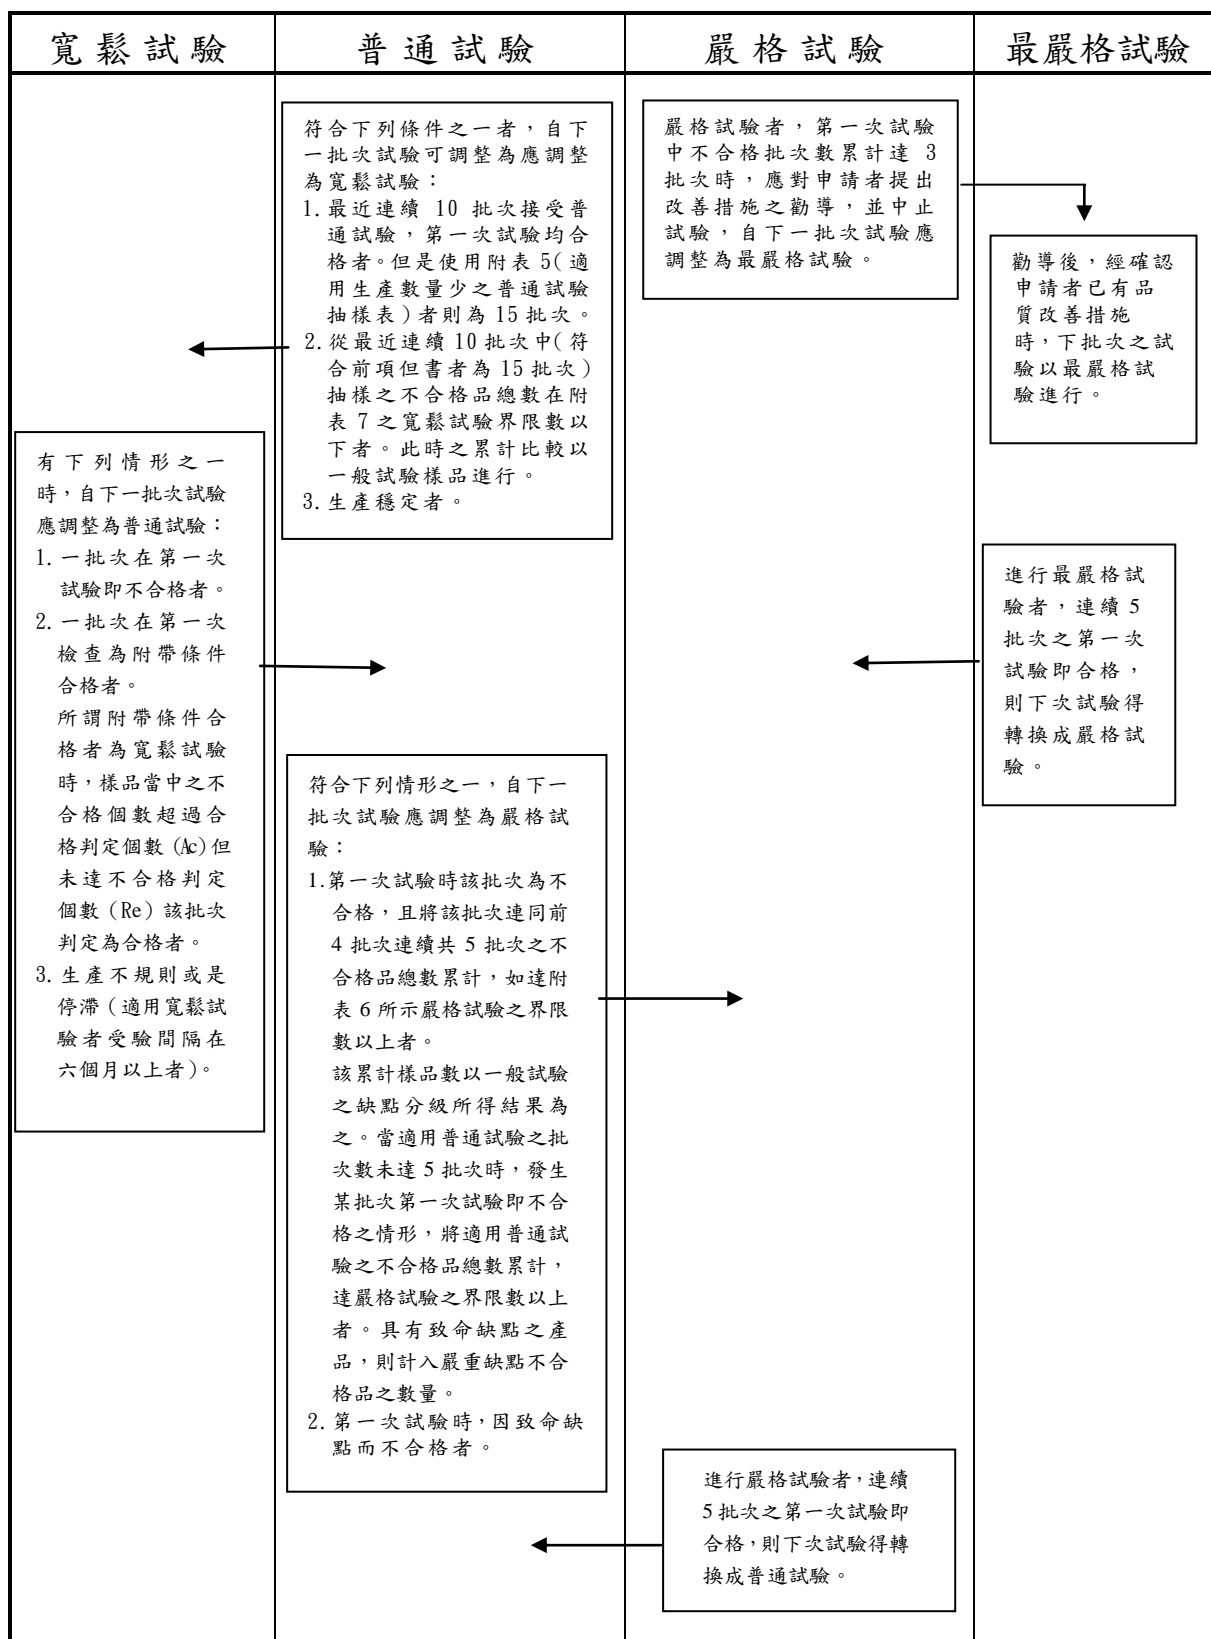 寬鬆試驗
普通試驗
嚴格試驗
最嚴格試驗
有下列情形之一
時，自下一批次試驗
應調整為普通試驗：
1. 一批次在第一次
試驗即不合格者。
2. 一批次在第一次
檢查為附帶條件
合格者。
所謂附帶條件合
格者為寬鬆試驗
時，樣品當中之不
合格個數超過合
格判定個數(Ac)但
未達不合格判定
個數(Re)該批次
判定為合格者。
3. 生產不規則或是
停滯(適用寬鬆試
驗者受驗間隔在
六個月以上者)。
符合下列條件之一者，自下
一批次試驗可調整為應調整
為寬鬆試驗：
1. 最近連續 10 批次接受普
通試驗，第一次試驗均合
格者。但是使用附表 5(適
用生產數量少之普通試驗
抽樣表)者則為 15 批次。
2. 從最近連續 10 批次中(符
合前項但書者為 15 批次)
抽樣之不合格品總數在附
表 7 之寬鬆試驗界限數以
下者。此時之累計比較以
一般試驗樣品進行。
3. 生產穩定者。
符合下列情形之一，自下一
批次試驗應調整為嚴格試
驗：
1.第一次試驗時該批次為不
合格，且將該批次連同前
4 批次連續共 5 批次之不
合格品總數累計，如達附
表 6 所示嚴格試驗之界限
數以上者。
該累計樣品數以一般試驗
之缺點分級所得結果為
之。當適用普通試驗之批
次數未達 5 批次時，發生
某批次第一次試驗即不合
格之情形，將適用普通試
驗之不合格品總數累計，
達嚴格試驗之界限數以上
者。具有致命缺點之產
品，則計入嚴重缺點不合
格品之數量。
2. 第一次試驗時，因致命缺
點而不合格者。
嚴格試驗者，第一次試驗
中不合格批次數累計達 3
批次時，應對申請者提出
改善措施之勸導，並中止
試驗，自下一批次試驗應
調整為最嚴格試驗。
進行嚴格試驗者，連續
5 批次之第一次試驗即
合格，則下次試驗得轉
換成普通試驗。
勸導後，經確認
申請者已有品
質改善措施
時，下批次之試
驗以最嚴格試
驗進行。
進行最嚴格試
驗者，連續 5
批次之第一次
試驗即合格，
則下次試驗得
轉換成嚴格試
驗。